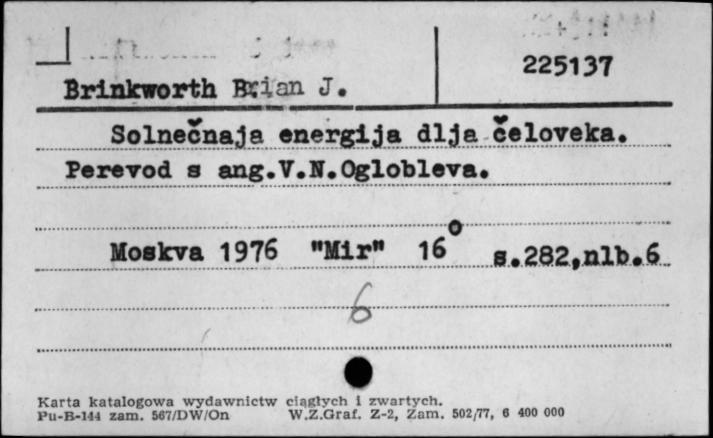 225137
Brinkworth Brian J.
Solnečnaja energija dlja čeloveka.
Perevod s ang.V.N.Oglobleva.
Moskva 1976 "Mir" 16° s.282,nlb.6
6
Karta katalogowa wydawnictw ciągłych i zwartych.
Pu-B-144 zam. 567/DW/On W.Z.Graf. Z-2, Zam. 502/77, 6 400 000